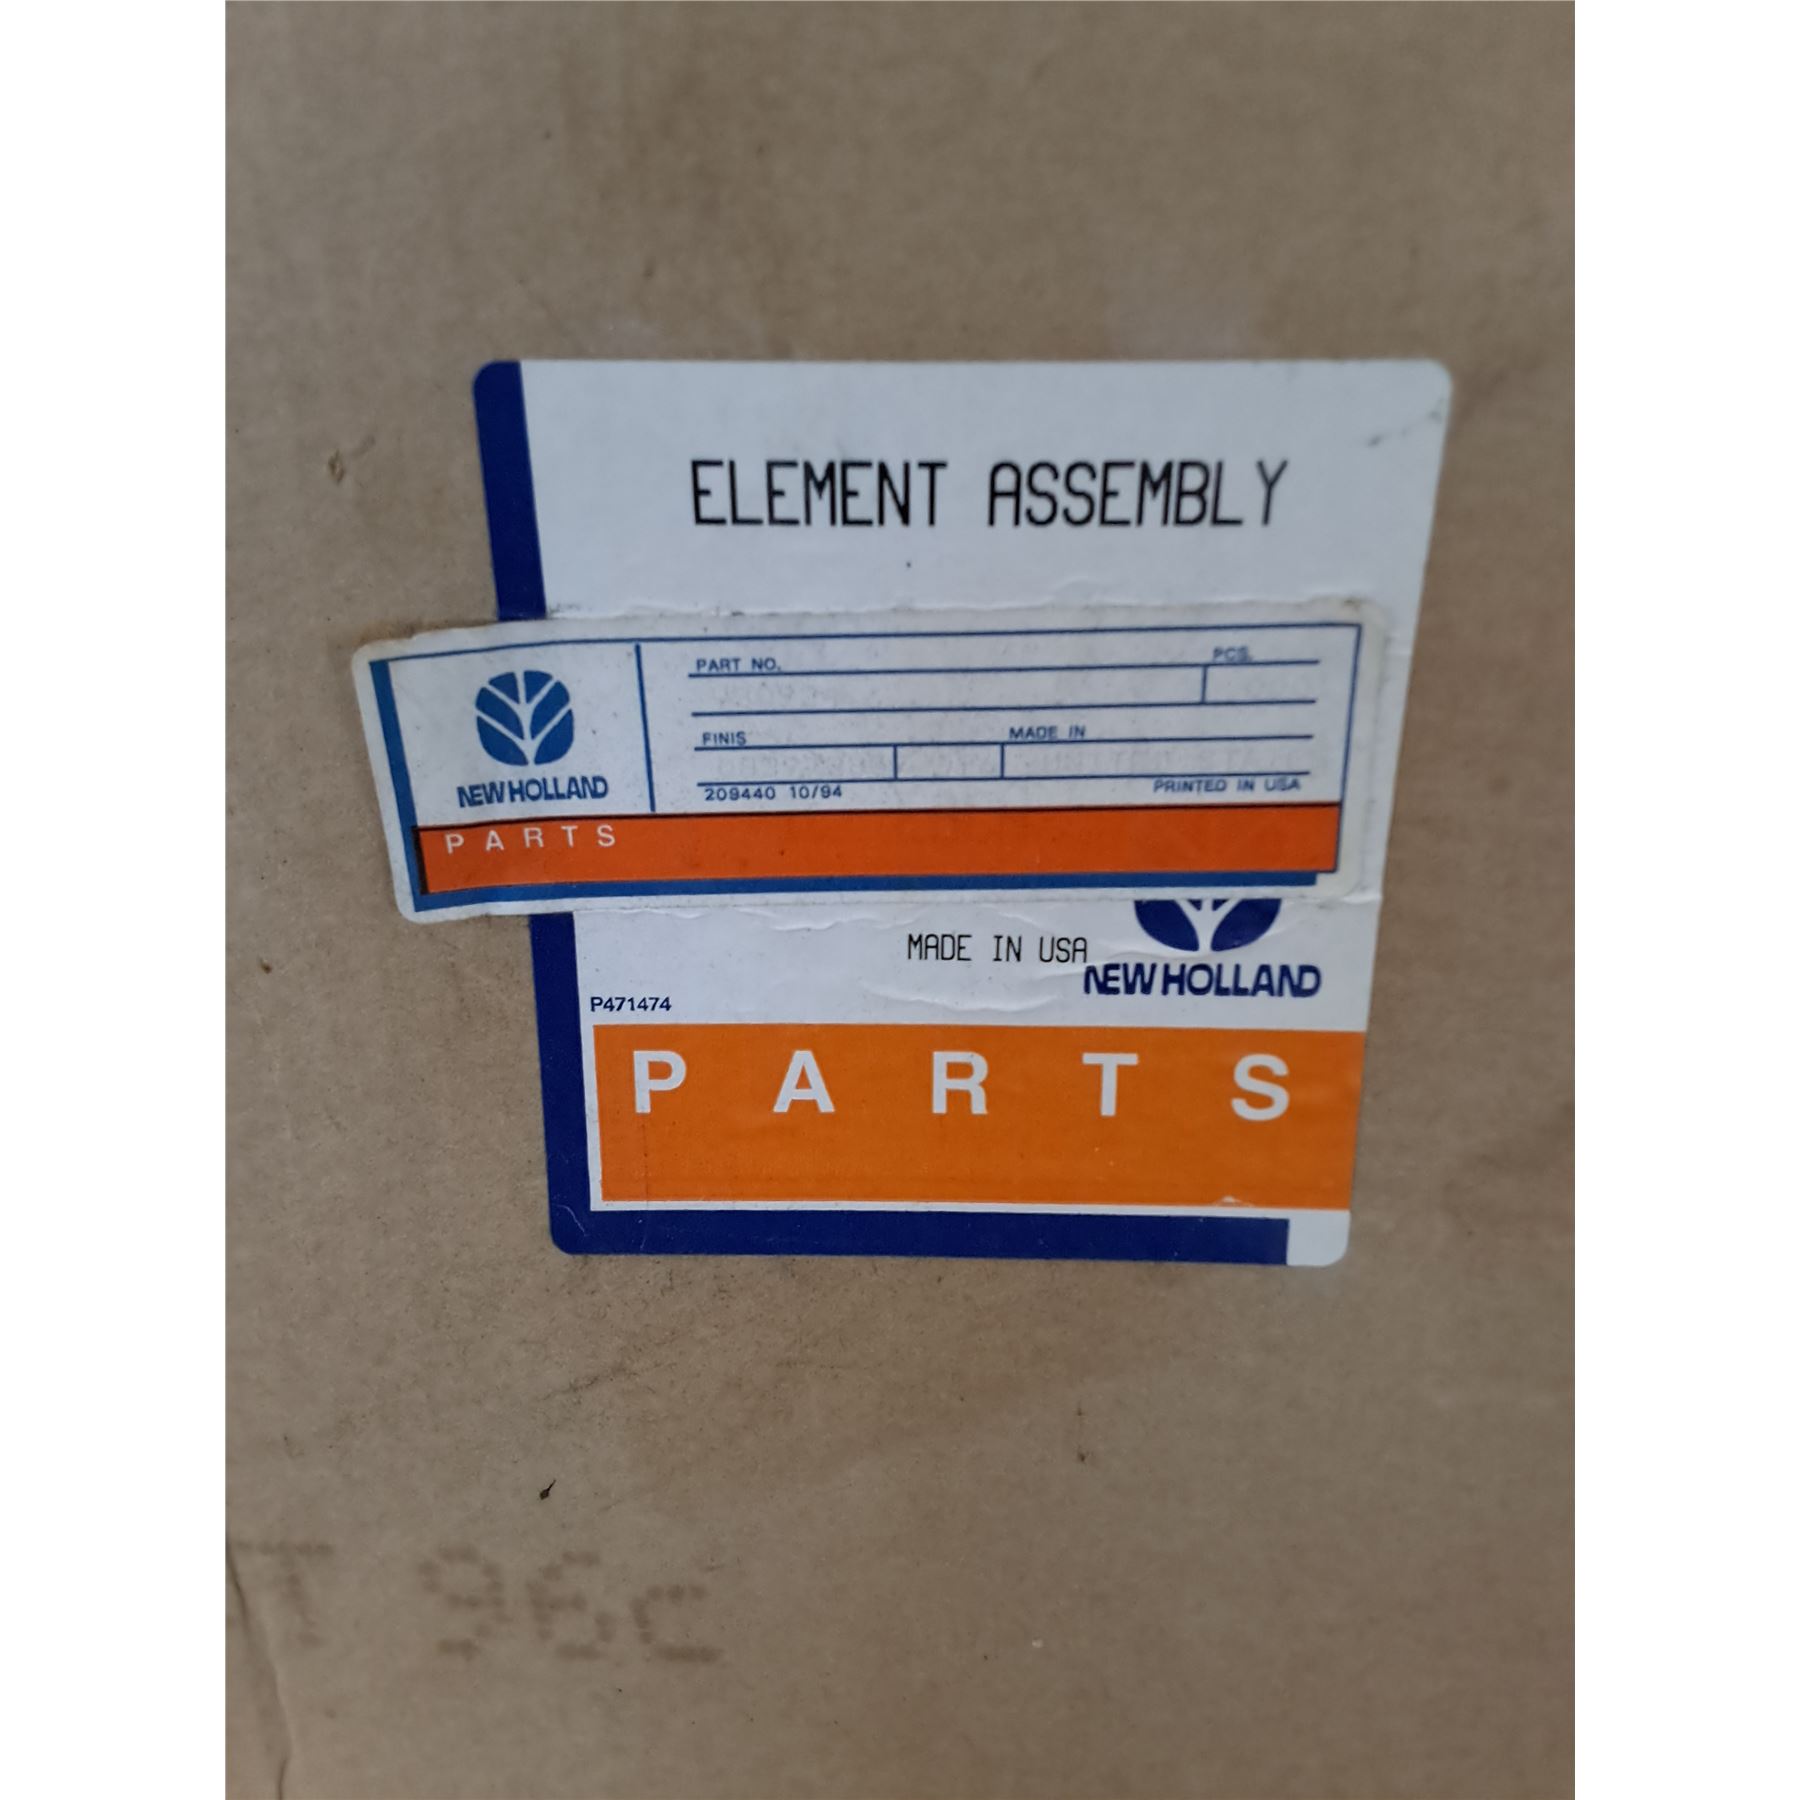 ELEMENT ASSEMBLY
PART NO.
PCS.
FINIS
MADE IN
NEW HOLLAND
209440 10/94
PRINTED IN USA
PARTS
MADE IN USA
NEW HOLLAND
P471474
PARTS
T 96c